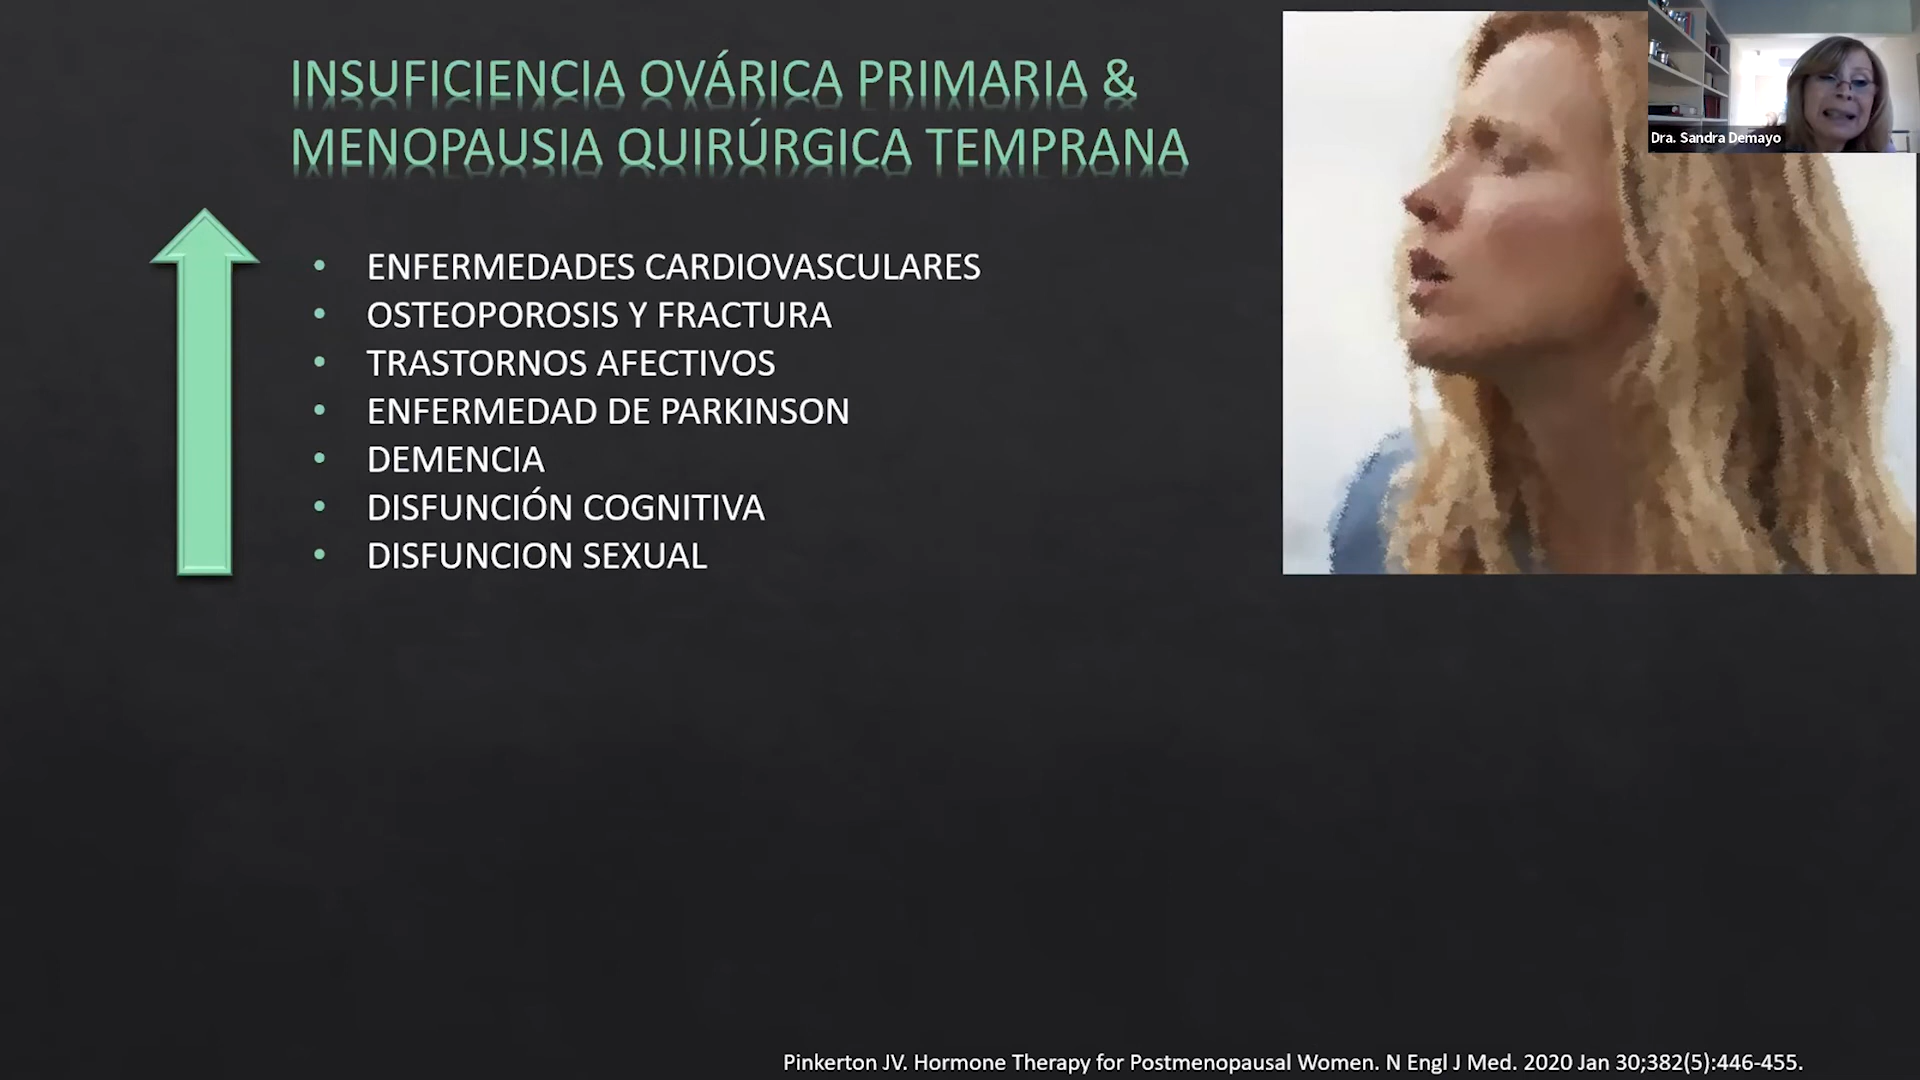 INSUFICIENCIA OVÁRICA PRIMARIA &
MENOPAUSIA QUIRÚRGICA TEMPRANA
Dra. Sandra Demayo
• ENFERMEDADES CARDIOVASCULARES
• OSTEOPOROSIS Y FRACTURA
• TRASTORNOS AFECTIVOS
• ENFERMEDAD DE PARKINSON
• DEMENCIA
• DISFUNCIÓN COGNITIVA
• DISFUNCION SEXUAL
Pinkerton JV. Hormone Therapy for Postmenopausal Women. N Engl J Med. 2020 Jan 30;382(5):446-455.